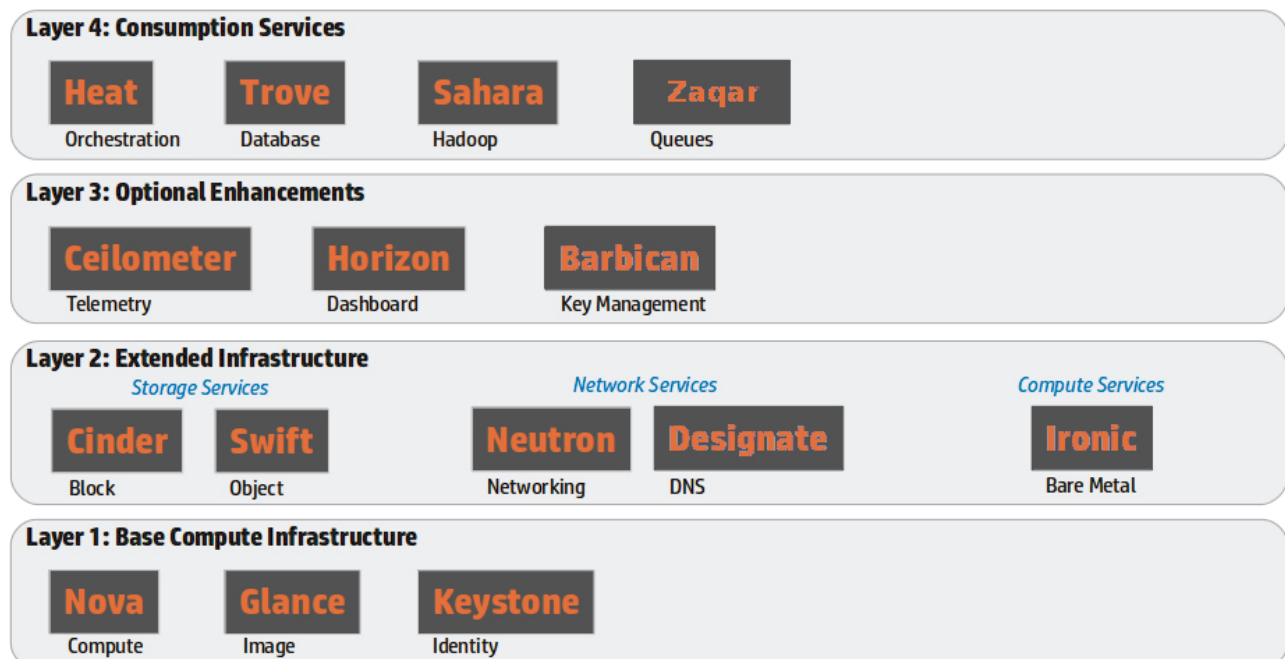 Layer 4: Consumption Services
Heat Trove Sahara Zaqar
Orchestration Database Hadoop Queues
Layer 3: Optional Enhancements
Ceilometer Horizon Barbican
Telemetry Dashboard Key Management
Layer 2: Extended Infrastructure
Storage Services Network Services Compute Services
Cinder Swift Neutron Designate Ironic
Block Object Networking DNS Bare Metal
Layer 1: Base Compute Infrastructure
Nova Glance Keystone
Compute Image Identity